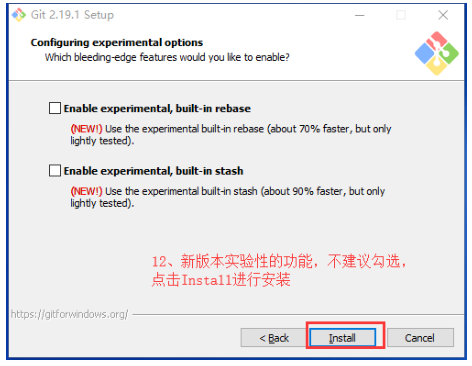 Git 2.19.1 Setup
Configuring experimental options
Which bleeding-edge features would you like to enable?
Enable experimental, built-in rebase
(NEW!) Use the experimental built-in rebase (about 70% faster, but only
lightly tested).
Enable experimental, built-in stash
(NEW!) Use the experimental built-in stash (about 90% faster, but only
lightly tested).
12、新版本实验性的功能，不建议勾选，
点击Install进行安装
https://gitforwindows.org/
< Back Install Cancel